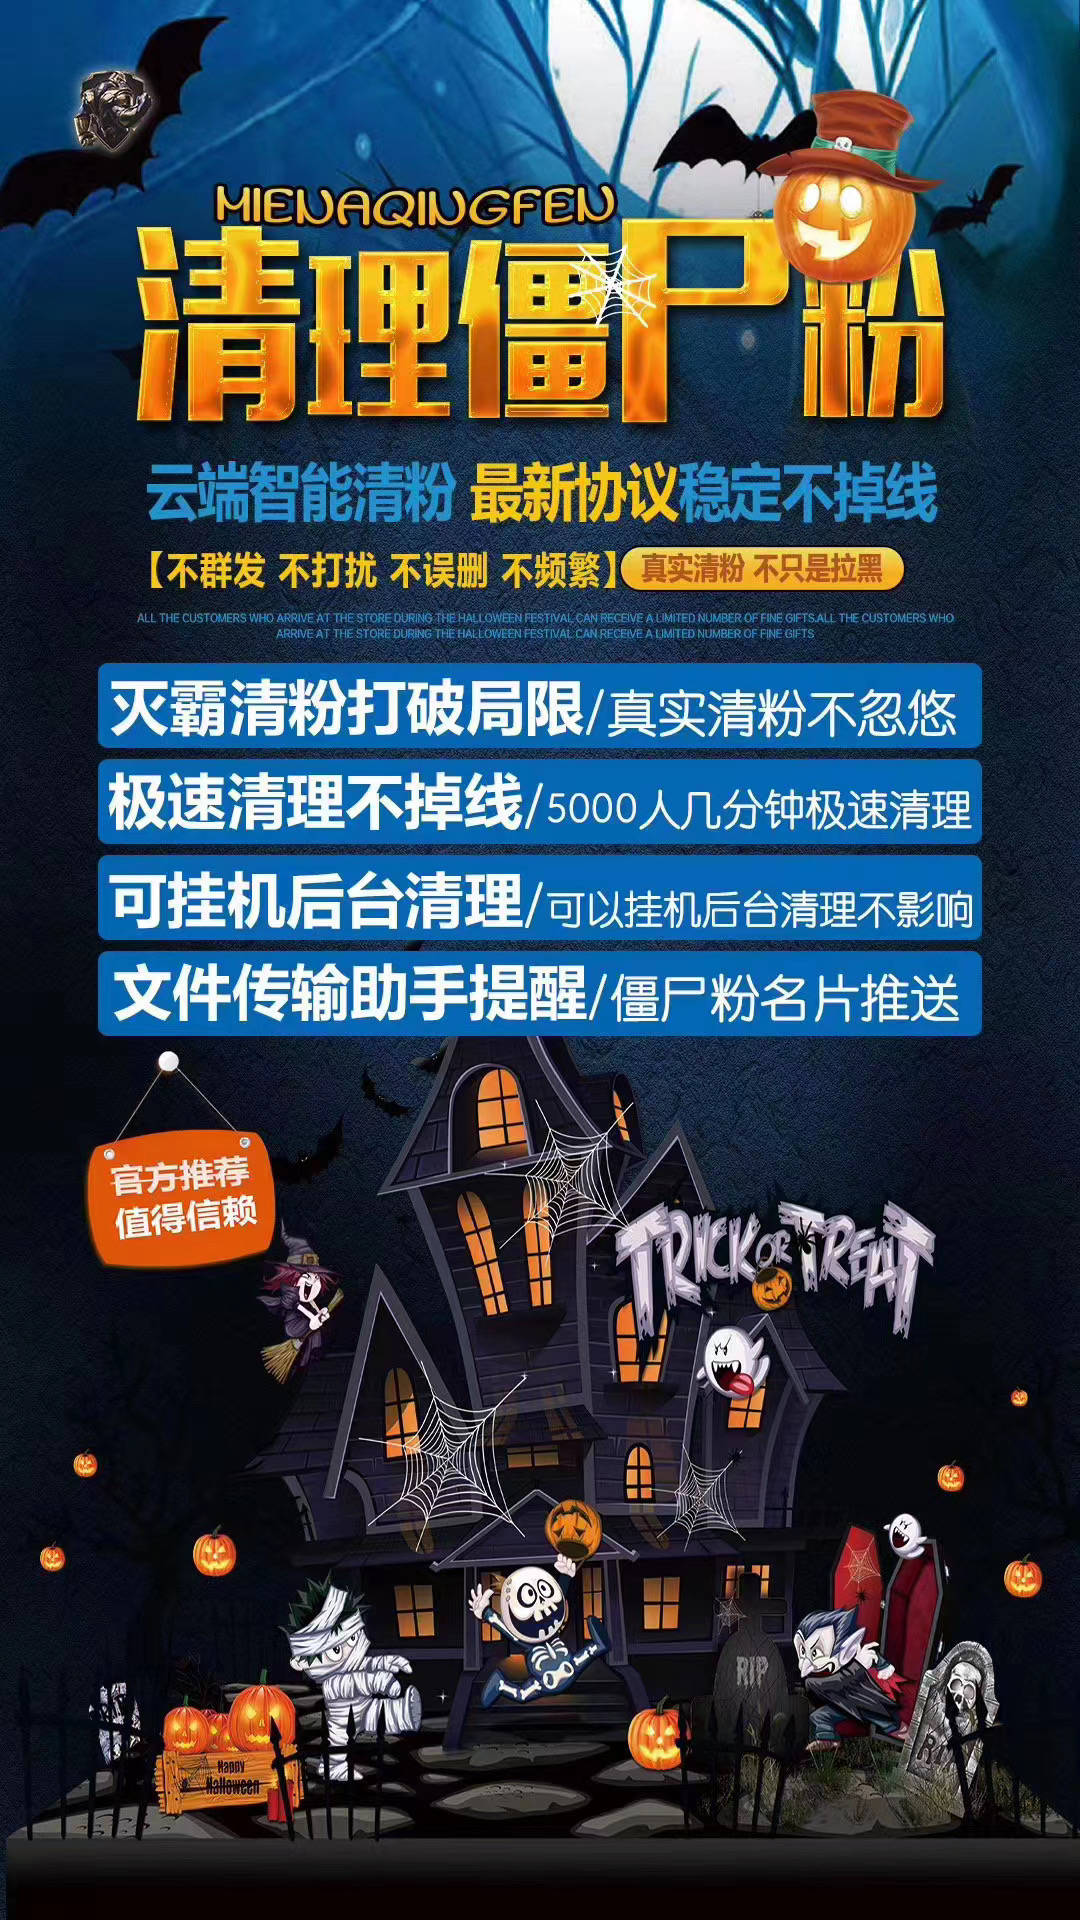 MIENAQINGFEN
清理僵尸粉
云端智能清粉 最新协议稳定不掉线
【不群发 不打扰 不误删 不频繁】 真实清粉 不只是拉黑
ALL THE CUSTOMERS WHO ARRIVE AT THE STORE DURING THE HALLOWEEN FESTIVAL CAN RECEIVE A LIMITED NUMBER OF FINE GIFTS.ALL THE CUSTOMERS WHO
ARRIVE AT THE STORE DURING THE HALLOWEEN FESTIVAL CAN RECEIVE A LIMITED NUMBER OF FINE GIFTS
灭霸清粉打破局限/真实清粉不忽悠
极速清理不掉线/5000人几分钟极速清理
可挂机后台清理/可以挂机后台清理不影响
文件传输助手提醒/僵尸粉名片推送
官方推荐
值得信赖
TRICK OR TREAT
RIP
RIP
Happy
Halloween